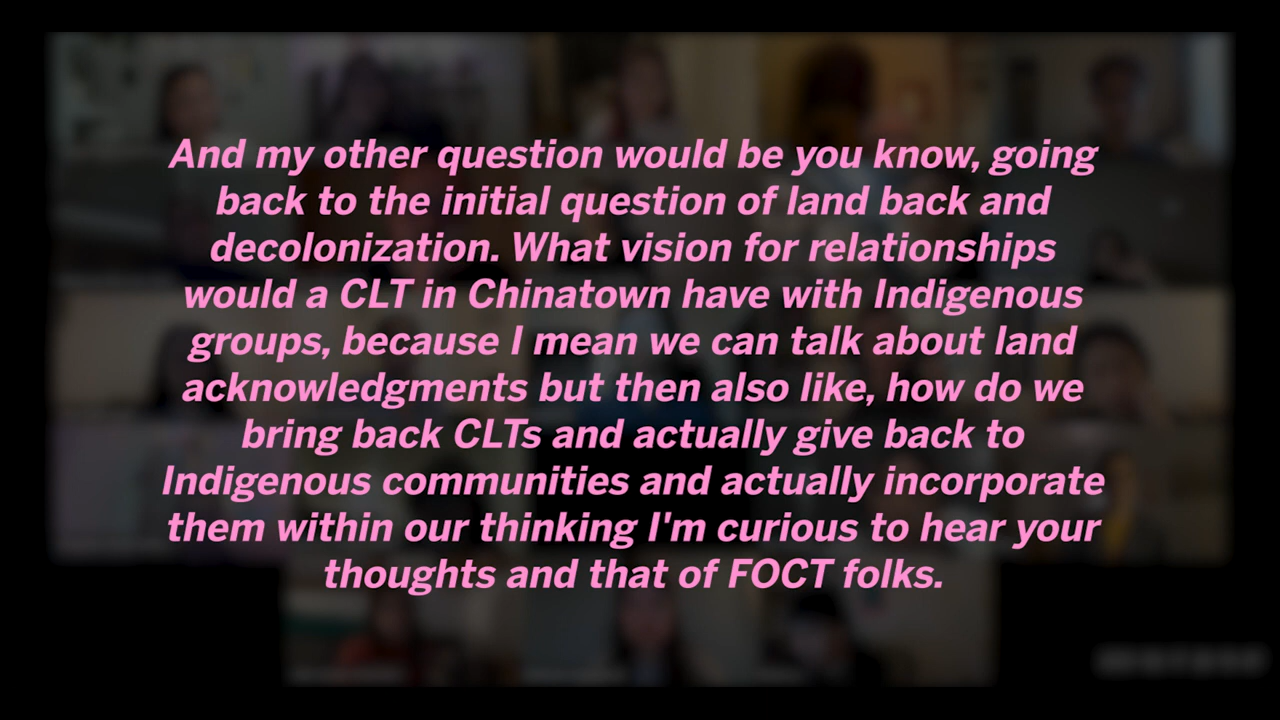 And my other question would be you know, going
back to the initial question of land back and
decolonization. What vision for relationships
would a CLT in Chinatown have with Indigenous
groups, because I mean we can talk about land
acknowledgments but then also like, how do we
bring back CLTs and actually give back to
Indigenous communities and actually incorporate
them within our thinking I'm curious to hear your
thoughts and that of FOCT folks.